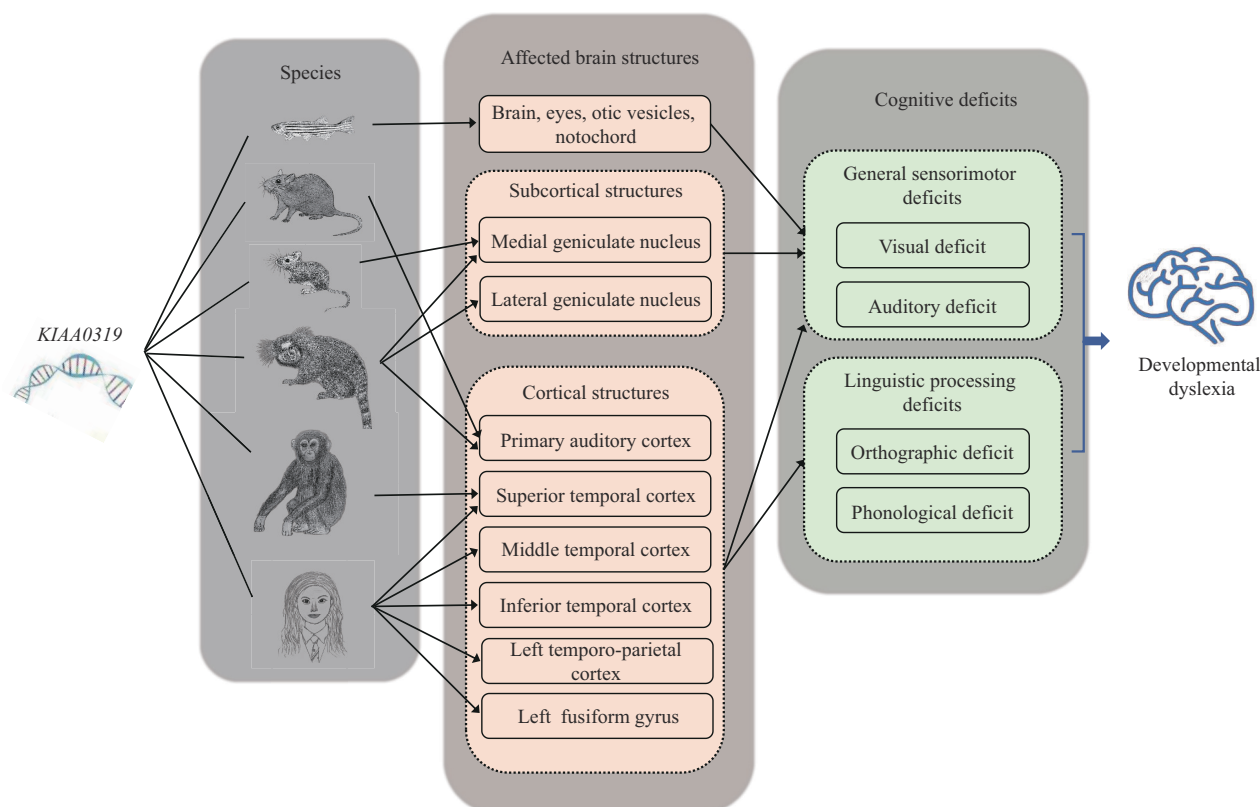 KIAA0319
Species
Affected brain structures
Brain, eyes, otic vesicles,
notochord
Subcortical structures
Medial geniculate nucleus
Lateral geniculate nucleus
Cortical structures
Primary auditory cortex
Superior temporal cortex
Middle temporal cortex
Inferior temporal cortex
Left temporo-parietal
cortex
Left fusiform gyrus
Cognitive deficits
General sensorimotor
deficits
Visual deficit
Auditory deficit
Linguistic processing
deficits
Orthographic deficit
Phonological deficit
Developmental
dyslexia